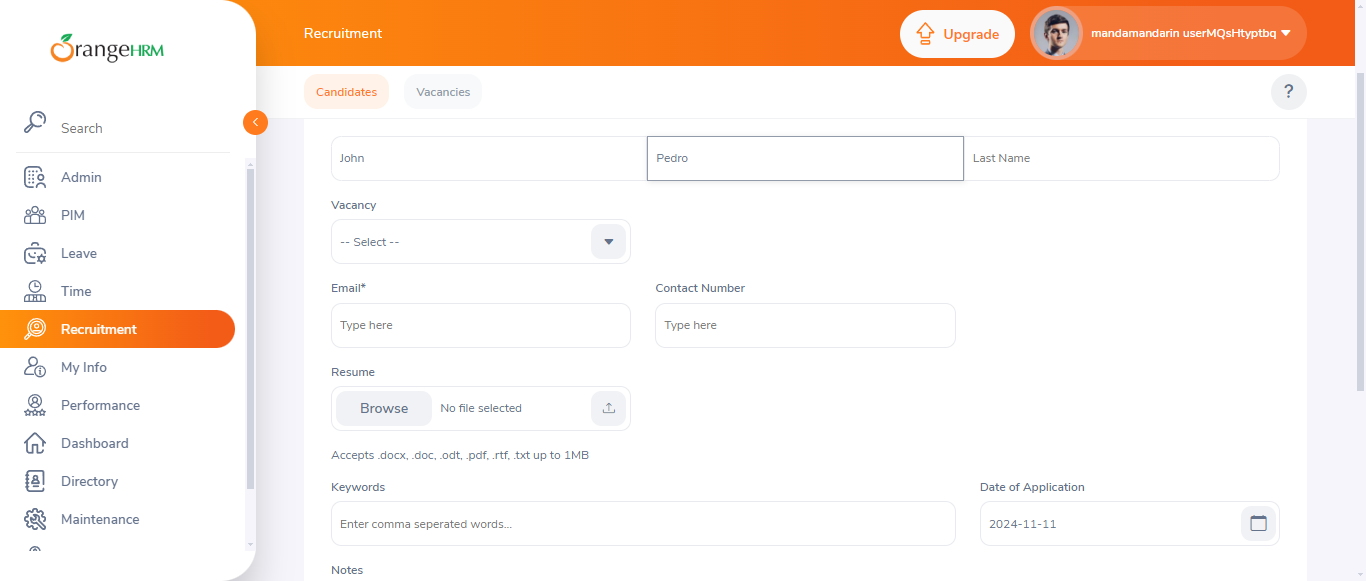 OrangeHRM
Search
Admin
PIM
Leave
Time
Recruitment
My Info
Performance
Dashboard
Directory
Maintenance
Recruitment
Upgrade
mandamandarin userMQsHtyptbq
Candidates
Vacancies
?
John
Pedro
Last Name
Vacancy
-- Select --
Email*
Contact Number
Type here
Type here
Resume
Browse
No file selected
Accepts .docx, .doc, .odt, .pdf, .rtf, .txt up to 1MB
Keywords
Date of Application
Enter comma seperated words...
2024-11-11
Notes